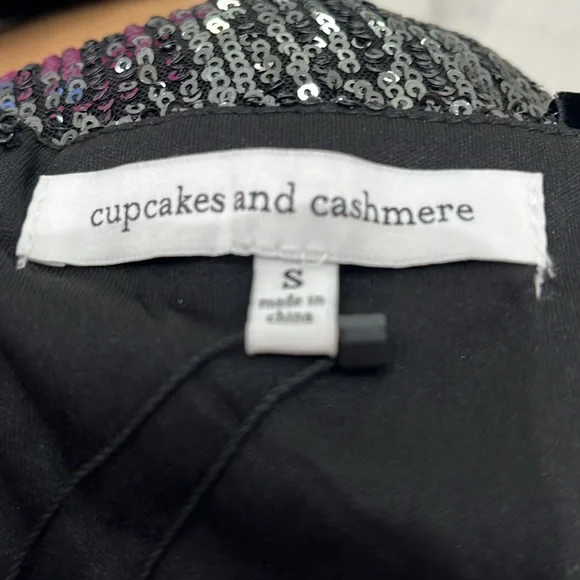 cupcakes and cashmere
S
made in
china